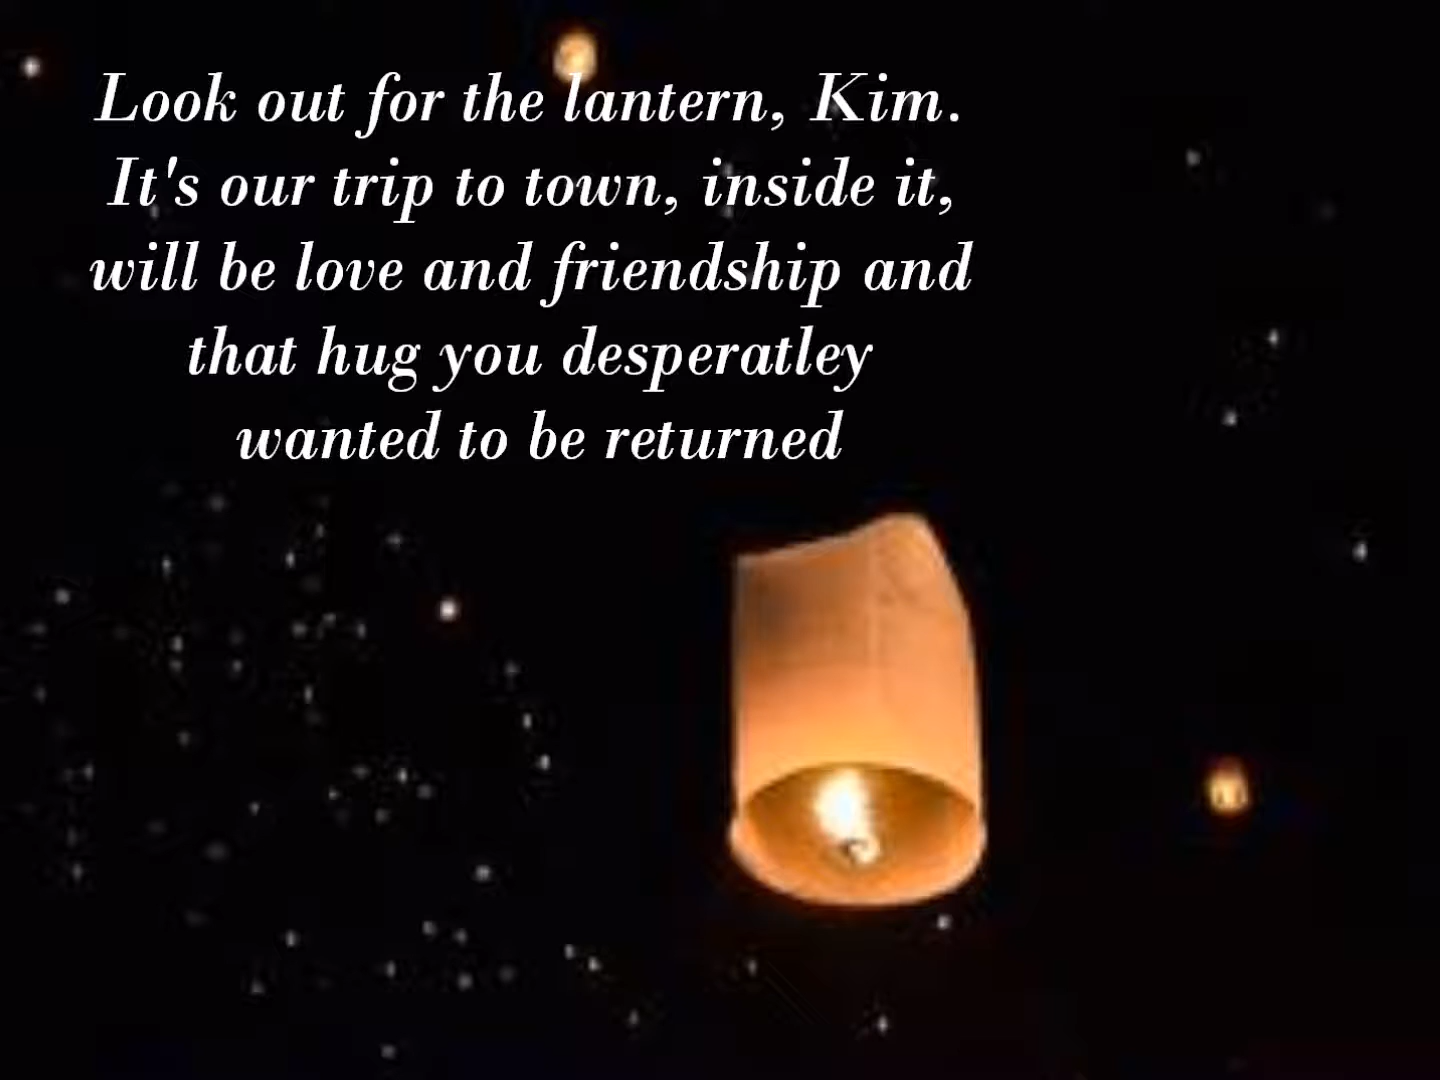 Look out for the lantern, Kim.
It's our trip to town, inside it,
will be love and friendship and
that hug you desperatley
wanted to be returned